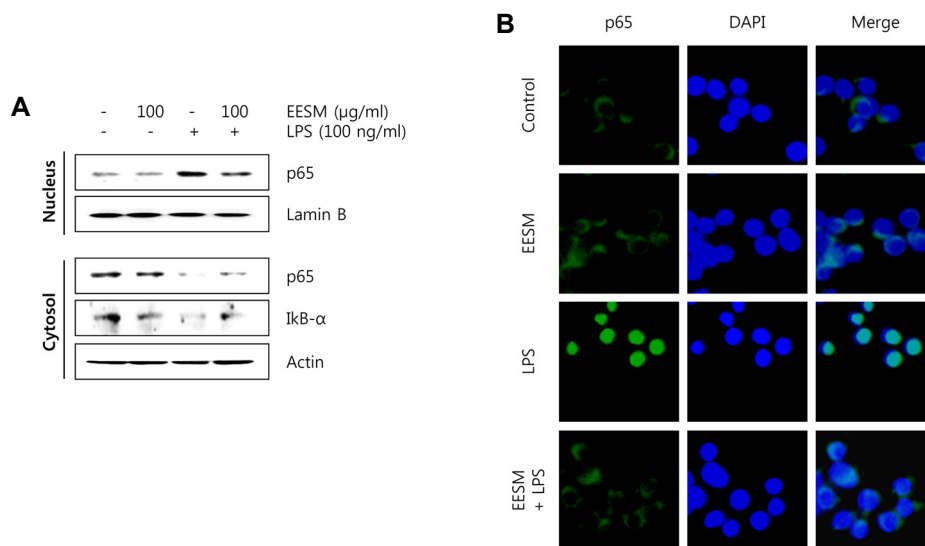 A
- 100 - 100 EESM (µg/ml)
- - + + LPS (100 ng/ml)
Nucleus
p65
Lamin B
Cytosol
p65
IkB-α
Actin
B
p65 DAPI Merge
Control
EESM
LPS
EESM
+ LPS